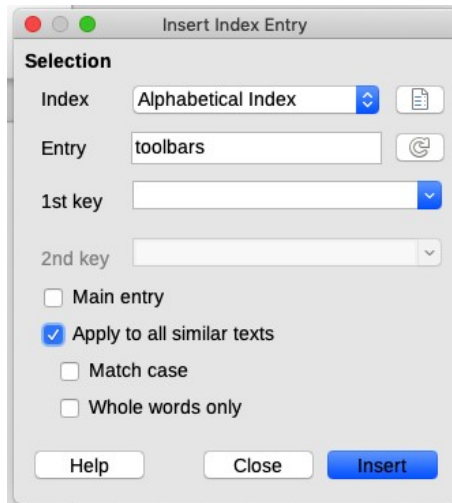 Insert Index Entry
Selection
Index Alphabetical Index
Entry toolbars
1st key
2nd key
Main entry
Apply to all similar texts
Match case
Whole words only
Help Close Insert